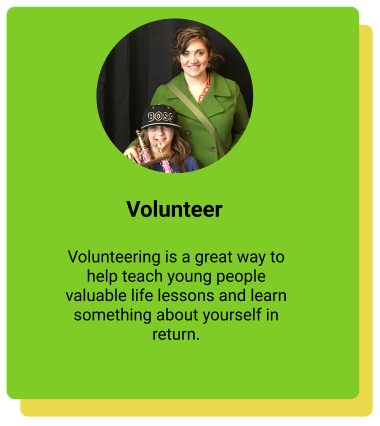 BOSS
Volunteer
Volunteering is a great way to
help teach young people
valuable life lessons and learn
something about yourself in
return.